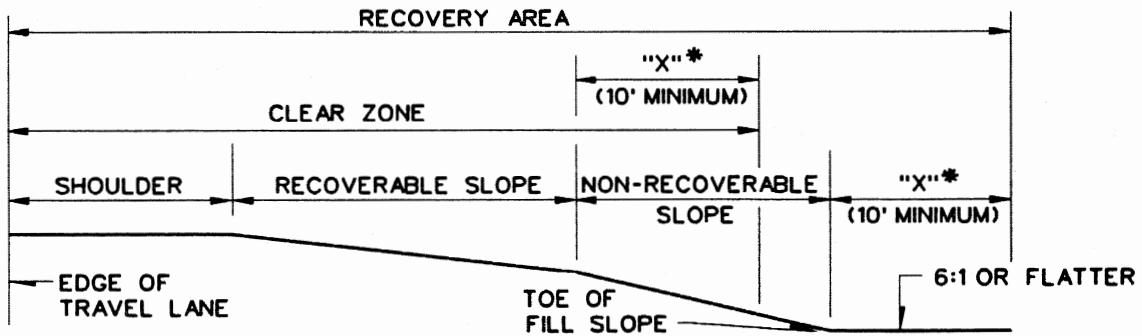 RECOVERY AREA
"X"*
(10' MINIMUM)
CLEAR ZONE
SHOULDER
RECOVERABLE SLOPE
NON-RECOVERABLE
SLOPE
"X"*
(10' MINIMUM)
EDGE OF
TRAVEL LANE
TOE OF
FILL SLOPE
6:1 OR FLATTER